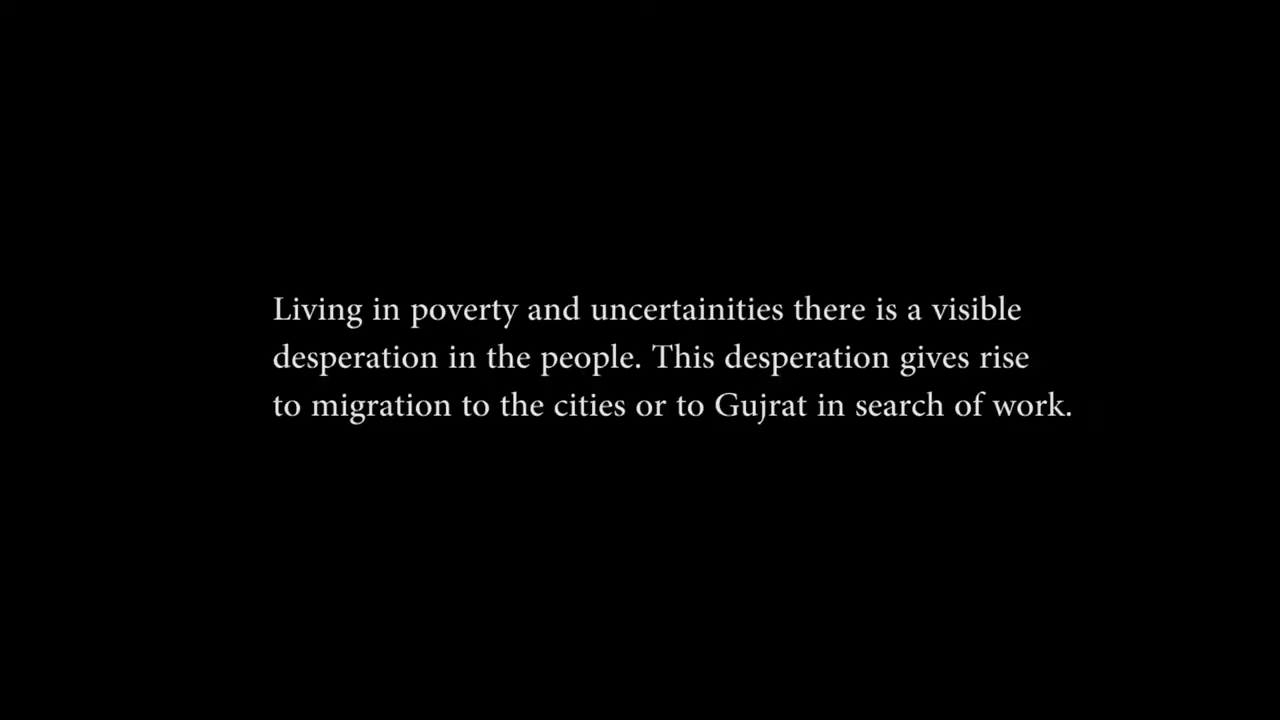 Living in poverty and uncertainities there is a visible
desperation in the people. This desperation gives rise
to migration to the cities or to Gujrat in search of work.